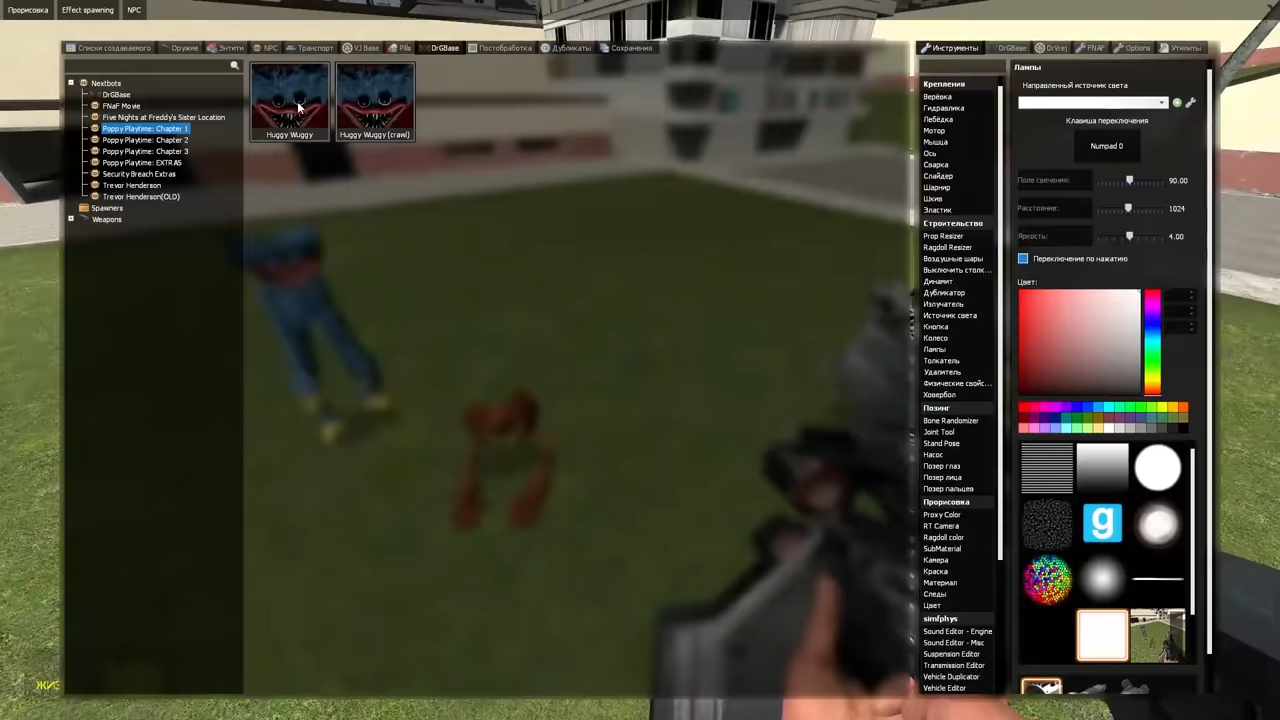 Прорисовка Effect spawning NPC
Списки создаваемого Оружие Энтити NPC Транспорт VJ Base Pills DrGBase Постобработка Дубликаты Сохранения
Инструменты DrGBase DrVrej FNAF Options Утилиты
Nextbots
DrGBase
FNaF Movie
Five Nights at Freddy's Sister Location
Poppy Playtime: Chapter 1
Poppy Playtime: Chapter 2
Poppy Playtime: Chapter 3
Poppy Playtime: EXTRAS
Security Breach Extras
Trevor Henderson
Trevor Henderson(OLD)
Spawners
Weapons
Huggy Wuggy
Huggy Wuggy (crawl)
Крепления
Верёвка
Гидравлика
Лебёдка
Мотор
Мышца
Ось
Сварка
Слайдер
Шарнир
Шкив
Эластик
Строительство
Prop Resizer
Ragdoll Resizer
Воздушные шары
Выключить столк...
Динамит
Дубликатор
Излучатель
Источник света
Кнопка
Колесо
Лампы
Толкатель
Удалитель
Физические свойс...
Ховербол
Позинг
Bone Randomizer
Joint Tool
Stand Pose
Насос
Позер глаз
Позер лица
Позер пальцев
Прорисовка
Proxy Color
RT Camera
Ragdoll color
SubMaterial
Камера
Краска
Материал
Следы
Цвет
simfphys
Sound Editor - Engine
Sound Editor - Misc
Suspension Editor
Transmission Editor
Vehicle Duplicator
Vehicle Editor
Лампы
Направленный источник света
Клавиша переключения
Numpad 0
Поле свечения: 90.00
Расстояние: 1024
Яркость: 4.00
Переключение по нажатию
Цвет:
g